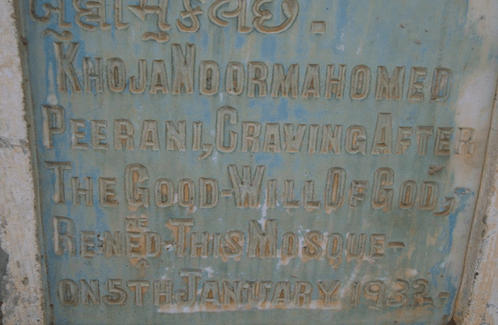 KHOJA NOORMAHOMED
PEERANI, CRAVING AFTER
THE GOOD-WILL OF GOD,
THIS MOSQUE-
ON 5TH JANUARY 1932.